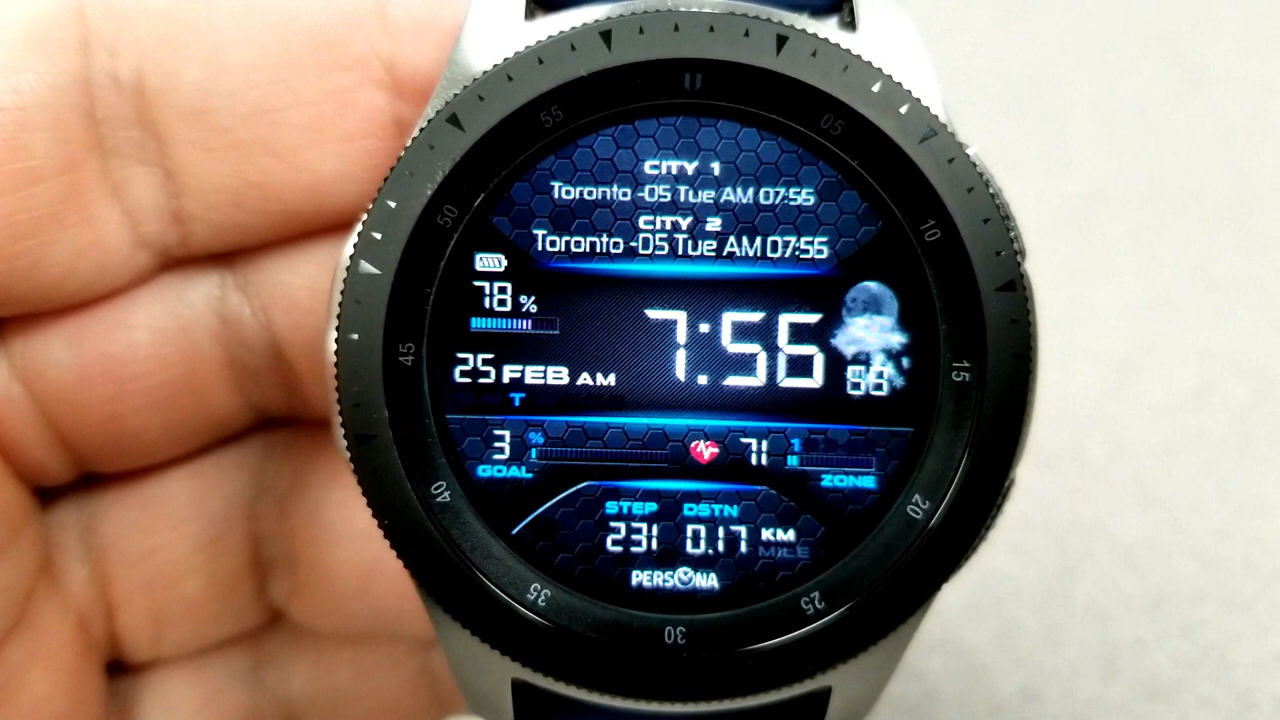 55
05
50
10
45
15
40
20
35
25
30
CITY 1
Toronto -05 Tue AM 07:55
CITY 2
Toronto -05 Tue AM 07:55
78 %
7:56
25 FEB AM
T
3 %
GOAL
71 1
ZONE
STEP DSTN
231 0.17 KM
MILE
PERSONA